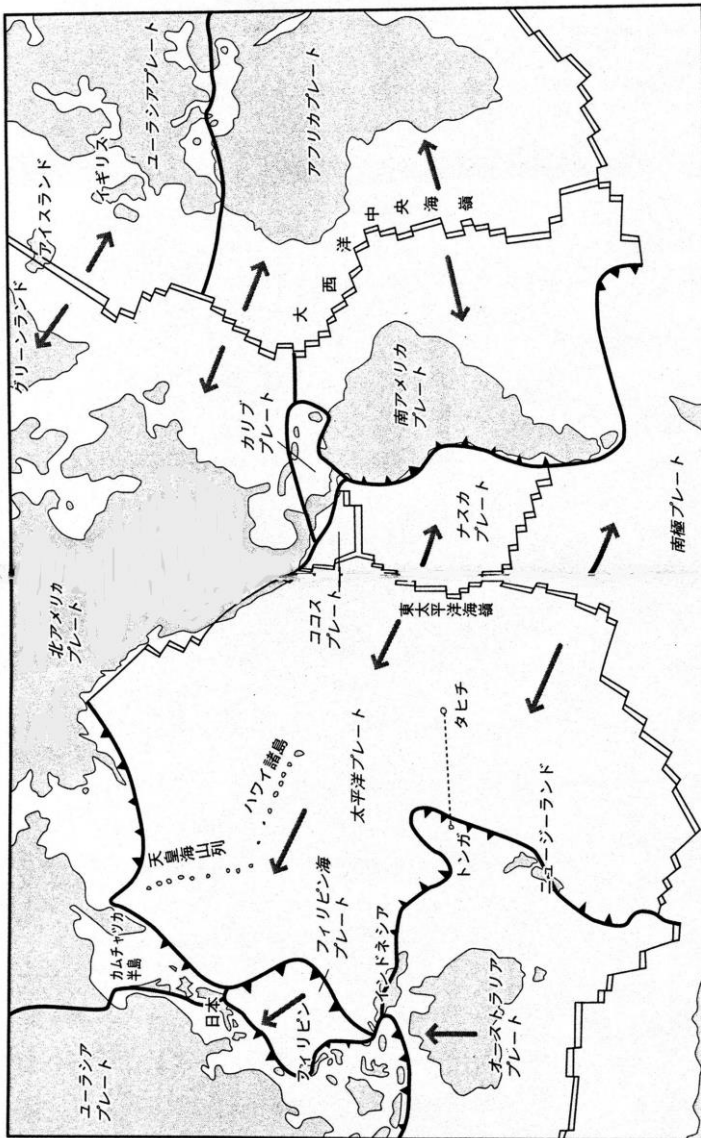 ユーラシア
プレート
カムチャツカ
半島
日本
フィリピン
フィリピン海
プレート
インドネシア
オーストラリア
プレート
天皇海山列
ハワイ諸島
太平洋プレート
トンガ
タヒチ
ニュージーランド
北アメリカ
プレート
ココス
プレート
東太平洋海嶺
ナスカ
プレート
南極プレート
カリブ
プレート
南アメリカ
プレート
グリーンランド
アイスランド
イギリス
ユーラシアプレート
アフリカプレート
大西洋中央海嶺